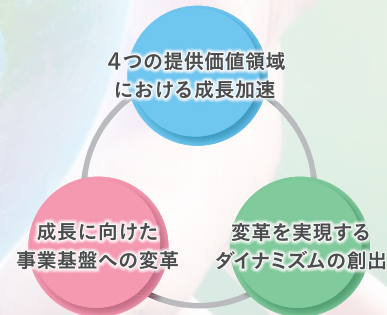 4つの提供価値領域
における成長加速
成長に向けた
事業基盤への変革
変革を実現する
ダイナミズムの創出